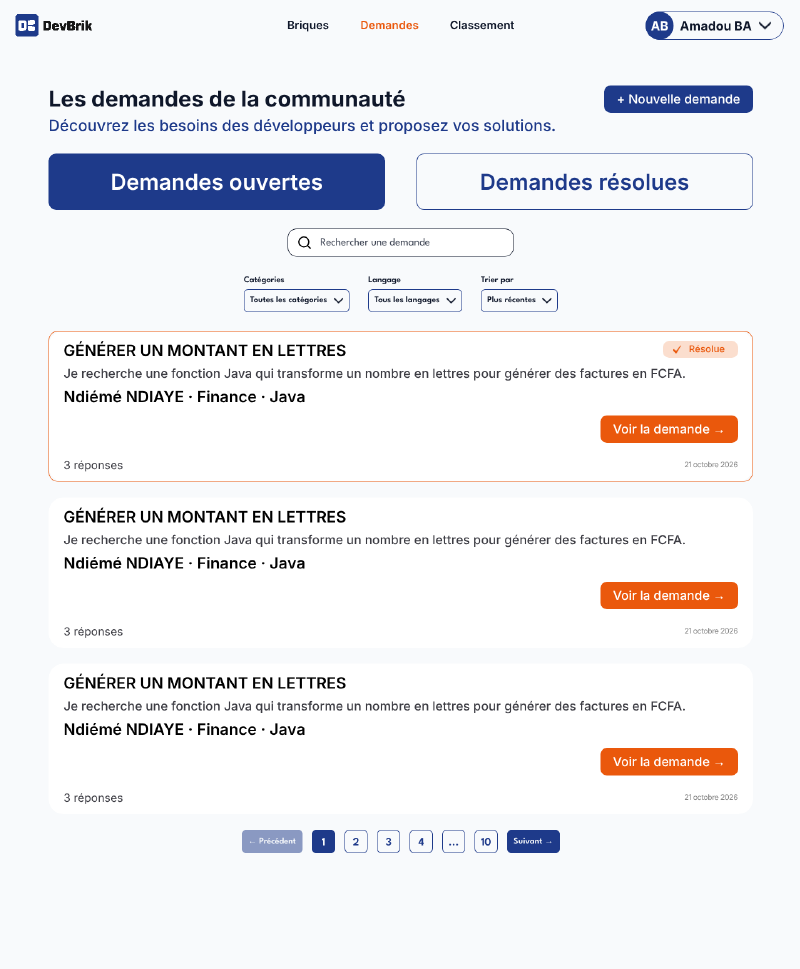 DevBrik
Briques Demandes Classement
AB Amadou BA
Les demandes de la communauté
+ Nouvelle demande
Découvrez les besoins des développeurs et proposez vos solutions.
Demandes ouvertes
Demandes résolues
Rechercher une demande
Catégories Langage Trier par
Toutes les catégories Tous les langages Plus récentes
GÉNÉRER UN MONTANT EN LETTRES
Résolue
Je recherche une fonction Java qui transforme un nombre en lettres pour générer des factures en FCFA.
Ndiémé NDIAYE · Finance · Java
Voir la demande →
3 réponses
21 octobre 2026
GÉNÉRER UN MONTANT EN LETTRES
Je recherche une fonction Java qui transforme un nombre en lettres pour générer des factures en FCFA.
Ndiémé NDIAYE · Finance · Java
Voir la demande →
3 réponses
21 octobre 2026
GÉNÉRER UN MONTANT EN LETTRES
Je recherche une fonction Java qui transforme un nombre en lettres pour générer des factures en FCFA.
Ndiémé NDIAYE · Finance · Java
Voir la demande →
3 réponses
21 octobre 2026
← Précédent 1 2 3 4 ... 10 Suivant →